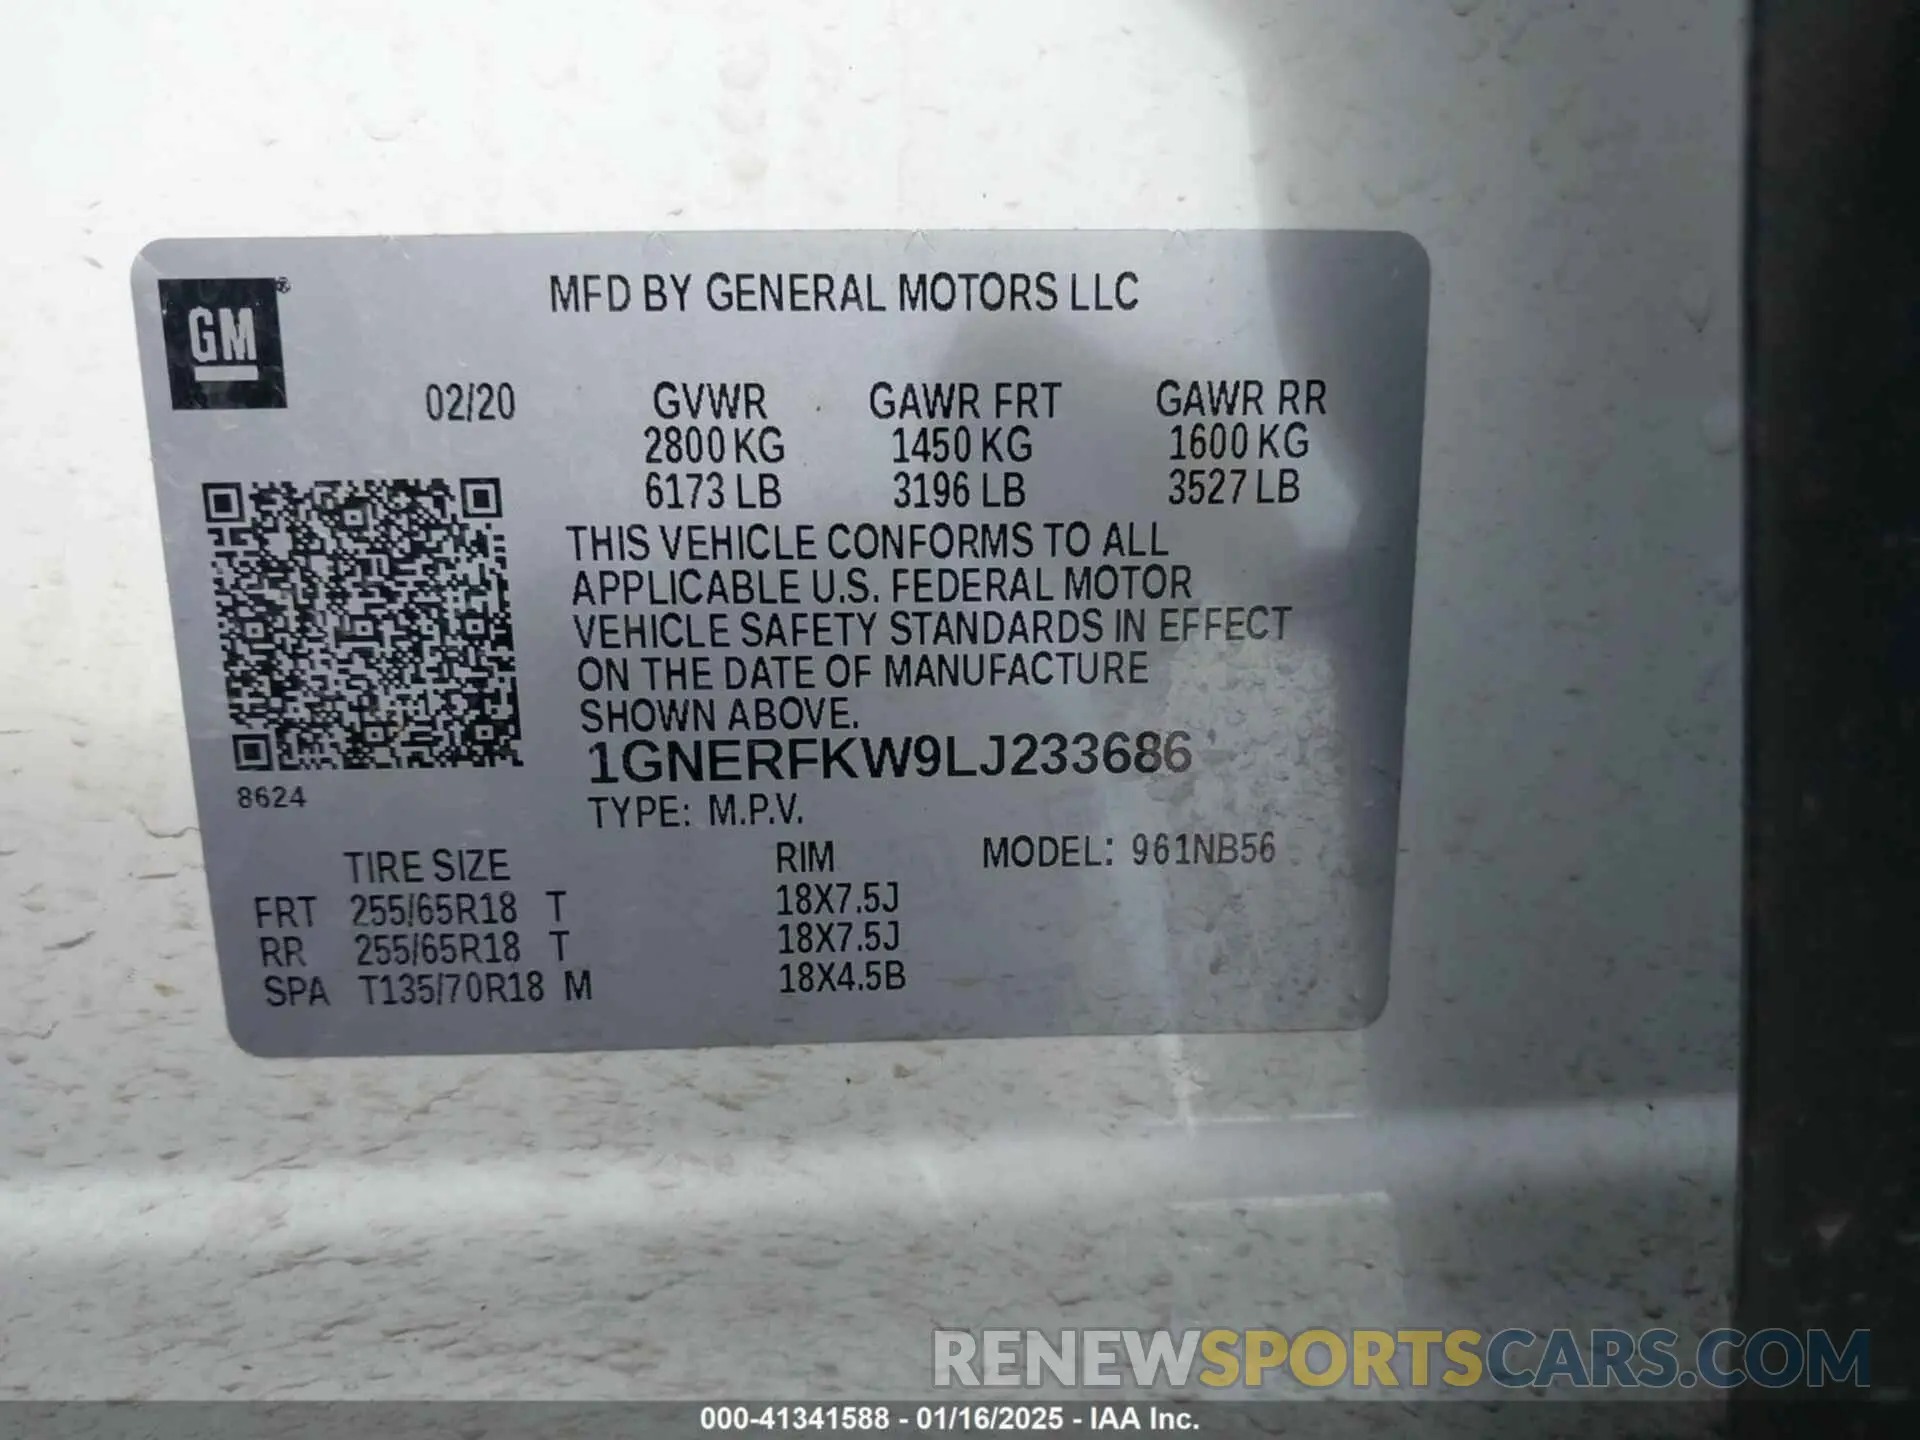 MFD BY GENERAL MOTORS LLC
GM®
02/20 GVWR GAWR FRT GAWR RR
2800 KG 1450 KG 1600 KG
6173 LB 3196 LB 3527 LB
THIS VEHICLE CONFORMS TO ALL
APPLICABLE U.S. FEDERAL MOTOR
VEHICLE SAFETY STANDARDS IN EFFECT
ON THE DATE OF MANUFACTURE
SHOWN ABOVE.
1GNERFKW9LJ233686
8624
TYPE: M.P.V.
TIRE SIZE RIM MODEL: 961NB56
FRT 255/65R18 T 18X7.5J
RR 255/65R18 T 18X7.5J
SPA T135/70R18 M 18X4.5B
RENEWSPORTSCARS.COM
000-41341588 - 01/16/2025 - IAA Inc.